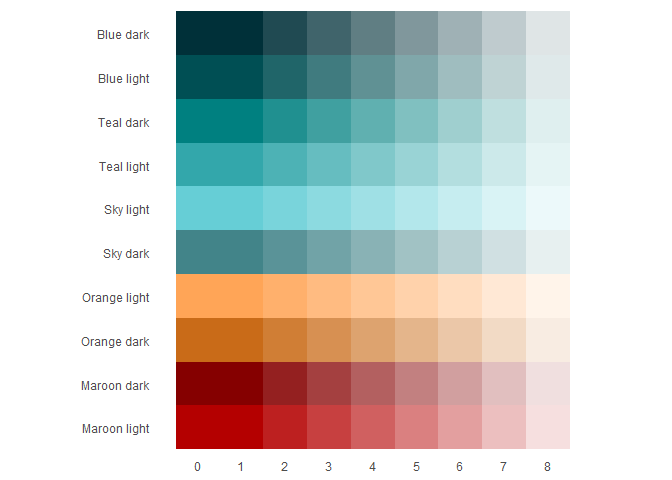 Blue dark
Blue light
Teal dark
Teal light
Sky light
Sky dark
Orange light
Orange dark
Maroon dark
Maroon light
0 1 2 3 4 5 6 7 8